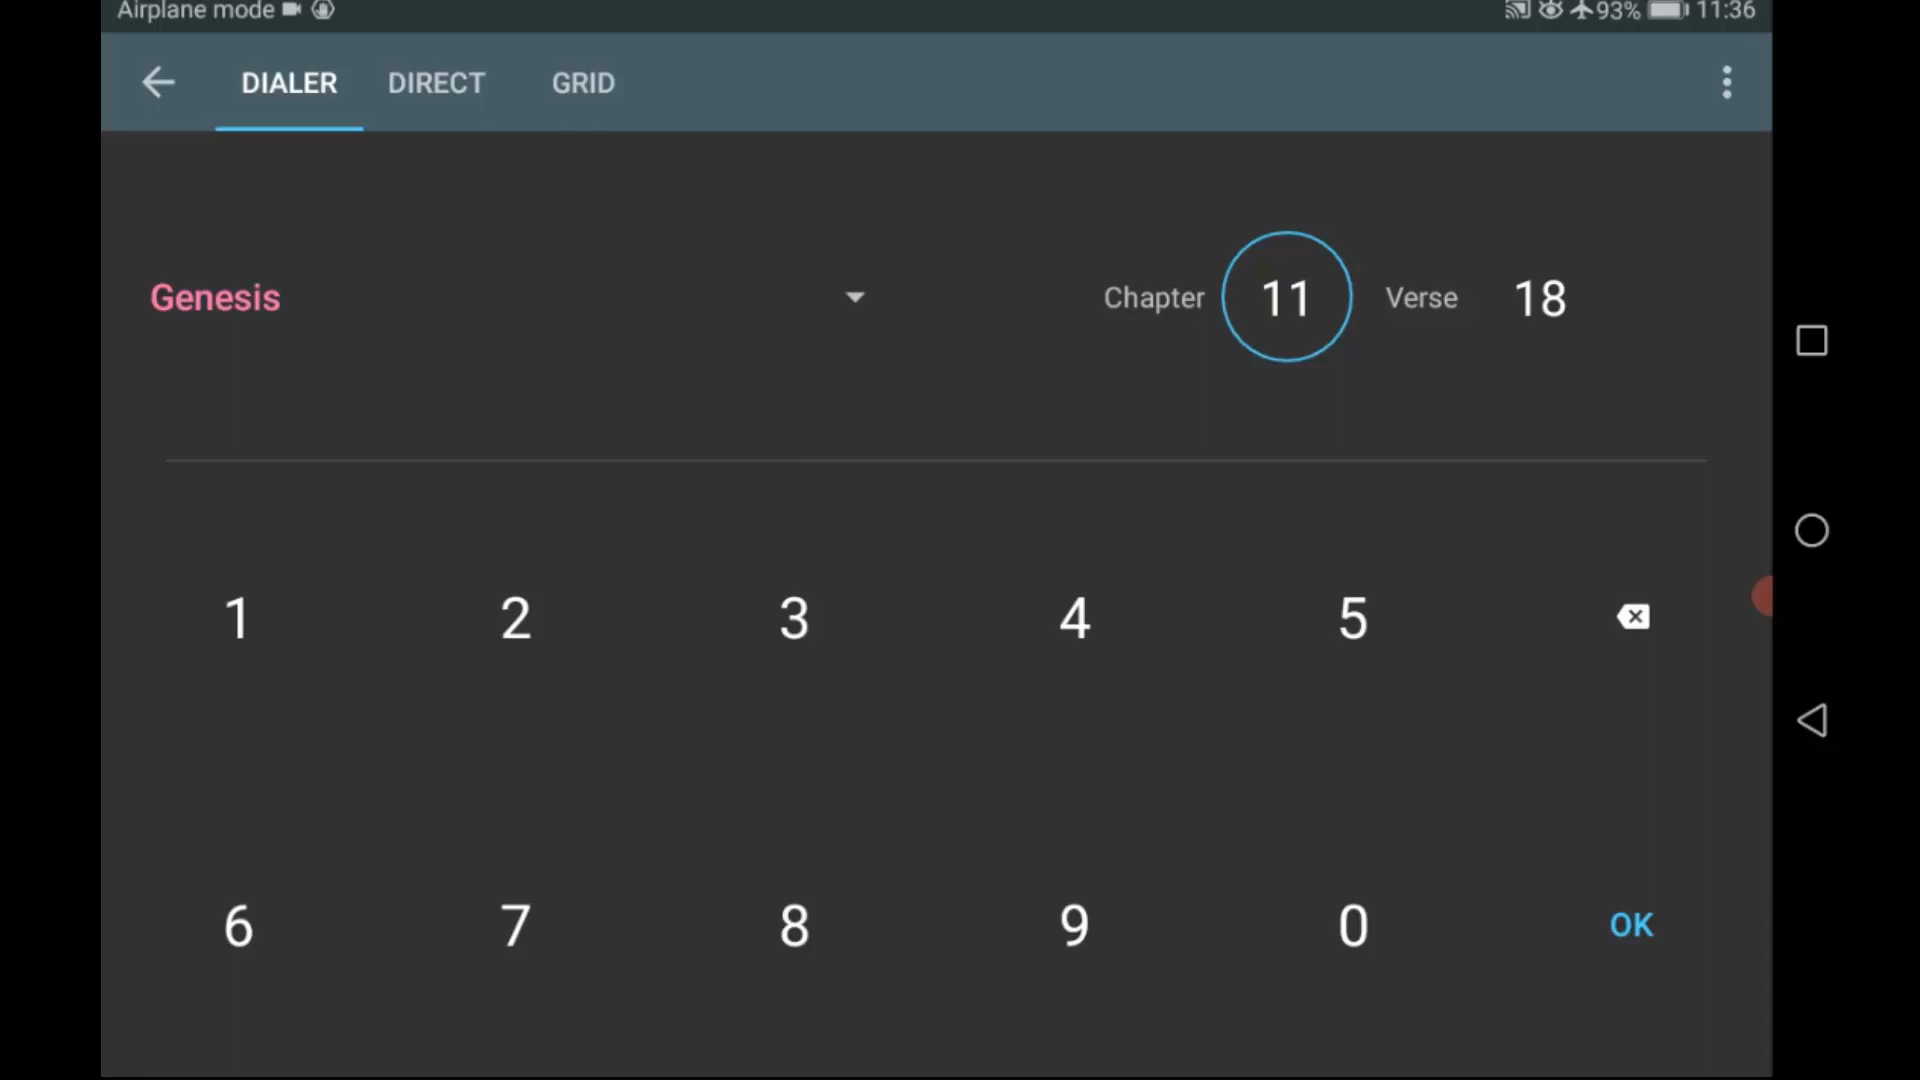 Airplane mode 93% 11:36
DIALER DIRECT GRID
Genesis Chapter 11 Verse 18
1 2 3 4 5
6 7 8 9 0 OK